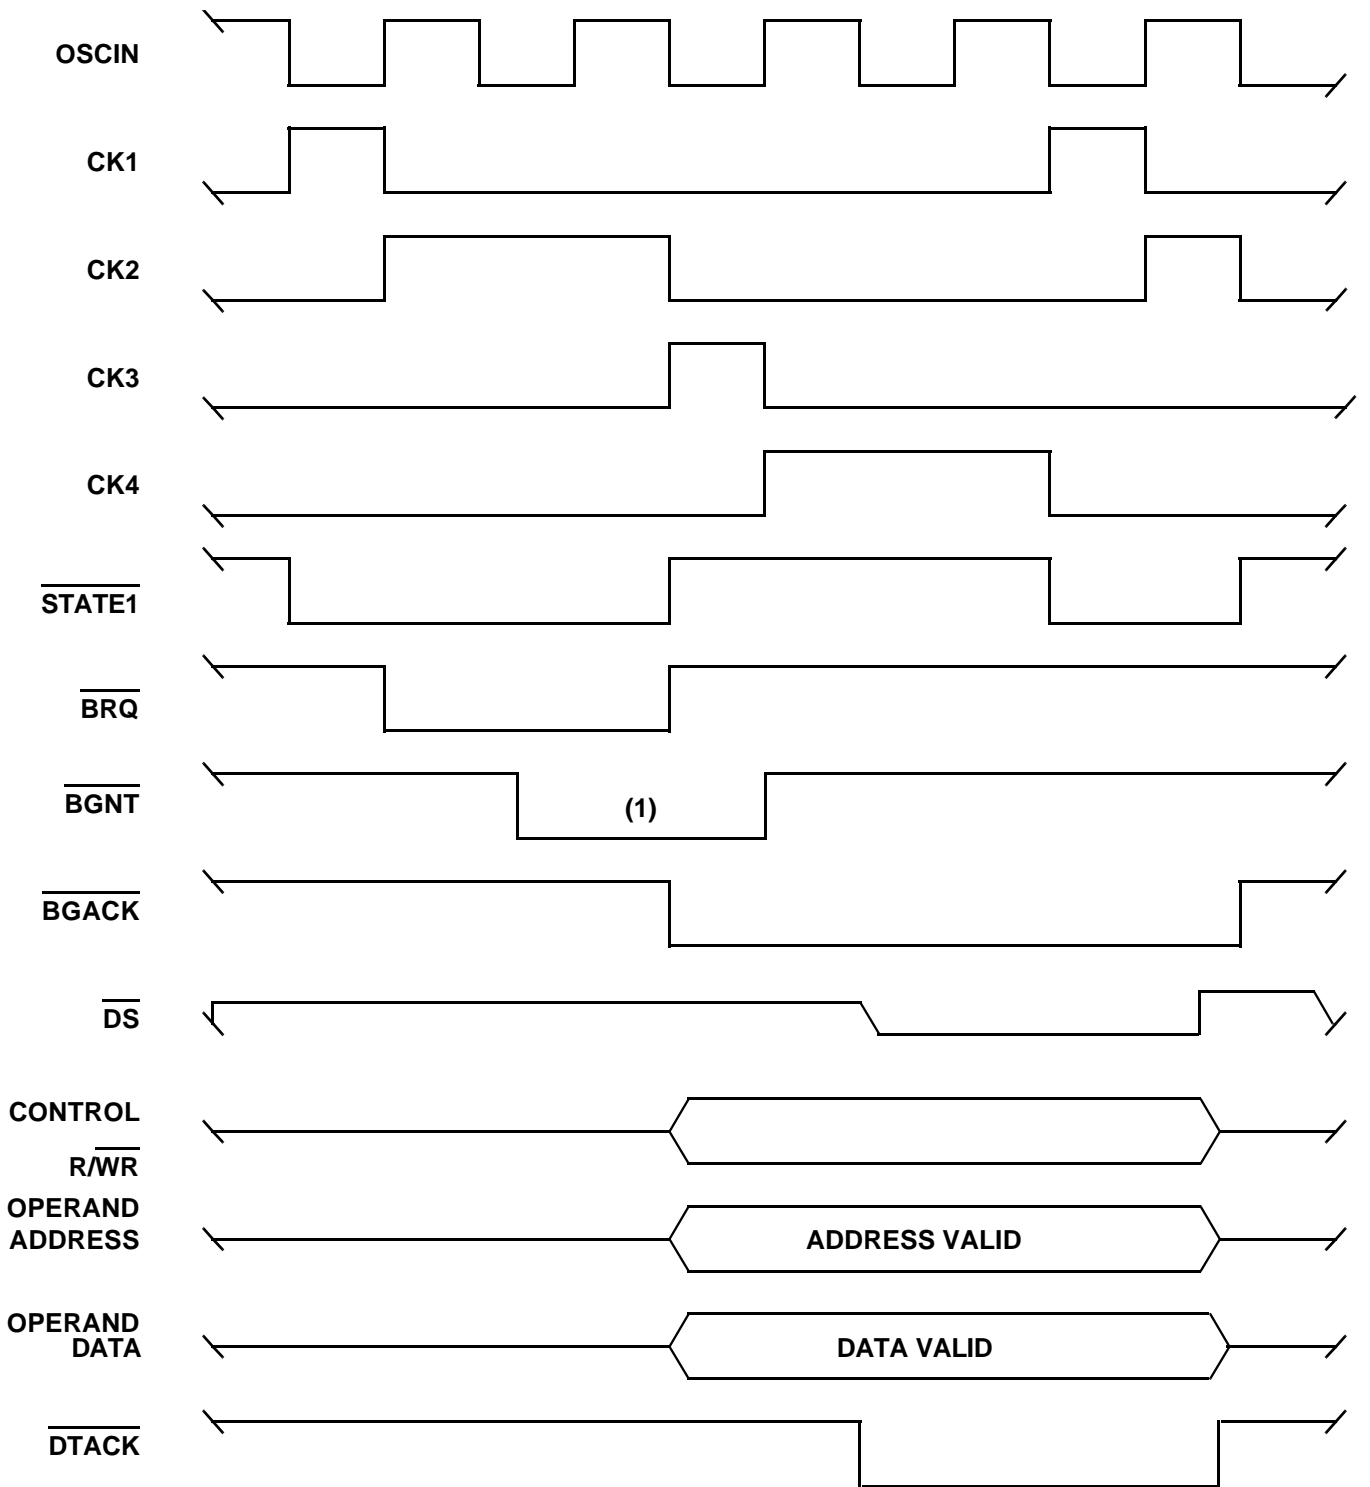 OSCIN
CK1
CK2
CK3
CK4
STATE1
BRQ
BGNT
(1)
BGACK
DS
CONTROL
R/WR
OPERAND
ADDRESS
ADDRESS VALID
OPERAND
DATA
DATA VALID
DTACK